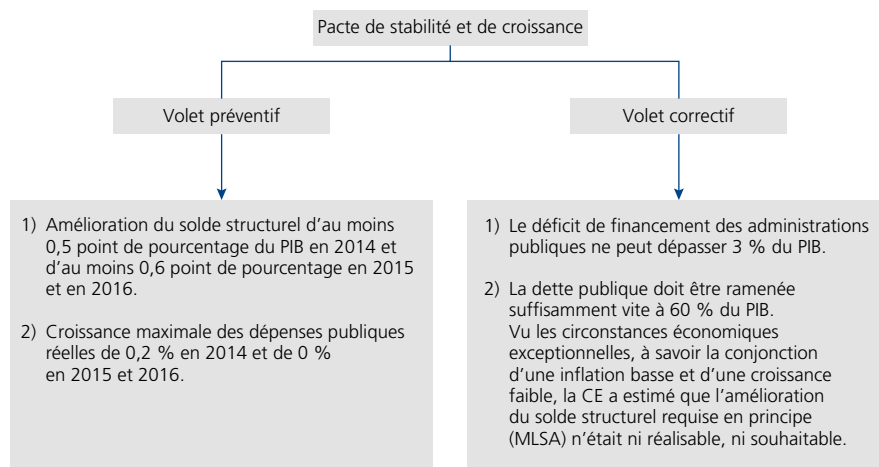 Pacte de stabilité et de croissance
Volet préventif
Volet correctif
1) Amélioration du solde structurel d’au moins
0,5 point de pourcentage du PIB en 2014 et
d’au moins 0,6 point de pourcentage en 2015
et en 2016.
2) Croissance maximale des dépenses publiques
réelles de 0,2 % en 2014 et de 0 %
en 2015 et 2016.
1) Le déficit de financement des administrations
publiques ne peut dépasser 3 % du PIB.
2) La dette publique doit être ramenée
suffisamment vite à 60 % du PIB.
Vu les circonstances économiques
exceptionnelles, à savoir la conjonction
d’une inflation basse et d’une croissance
faible, la CE a estimé que l’amélioration
du solde structurel requise en principe
(MLSA) n’était ni réalisable, ni souhaitable.